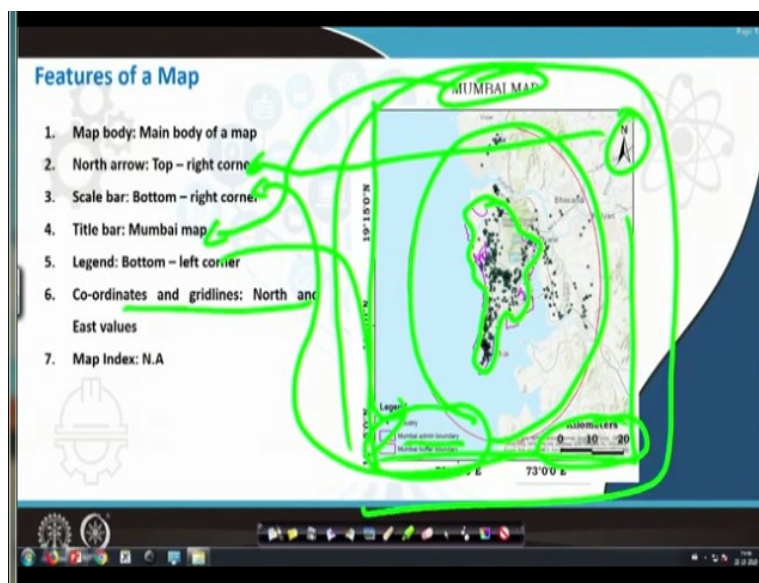 Features of a Map
1. Map body: Main body of a map
2. North arrow: Top – right corne
3. Scale bar: Bottom – right corner
4. Title bar: Mumbai map
5. Legend: Bottom – left corner
6. Co-ordinates and gridlines: North and
East values
7. Map Index: N.A
MUMBAI MAP
N
19°15'0"N
Legend
Mumbai admin boundary
Mumbai buffer boundary
Kilometers
0 10 20
73°0'0"E